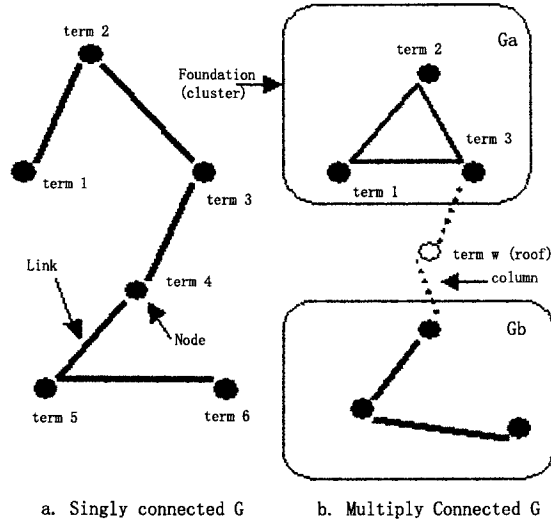 term 2
term 1
term 3
term 4
Link
Node
term 5
term 6
a. Singly connected G
Foundation
(cluster)
Ga
term 2
term 3
term 1
term w (roof)
column
Gb
b. Multiply Connected G